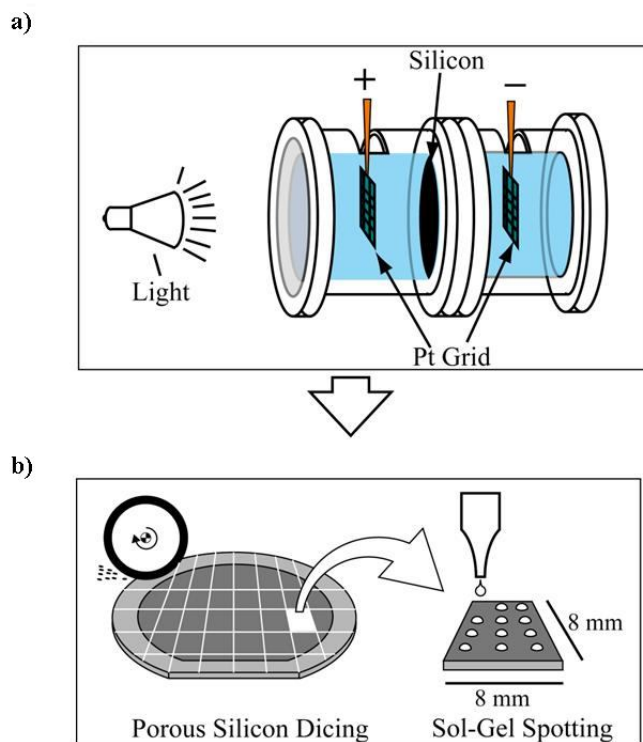 a)
Silicon
+
−
Light
Pt Grid
b)
8 mm
8 mm
Porous Silicon Dicing
Sol-Gel Spotting